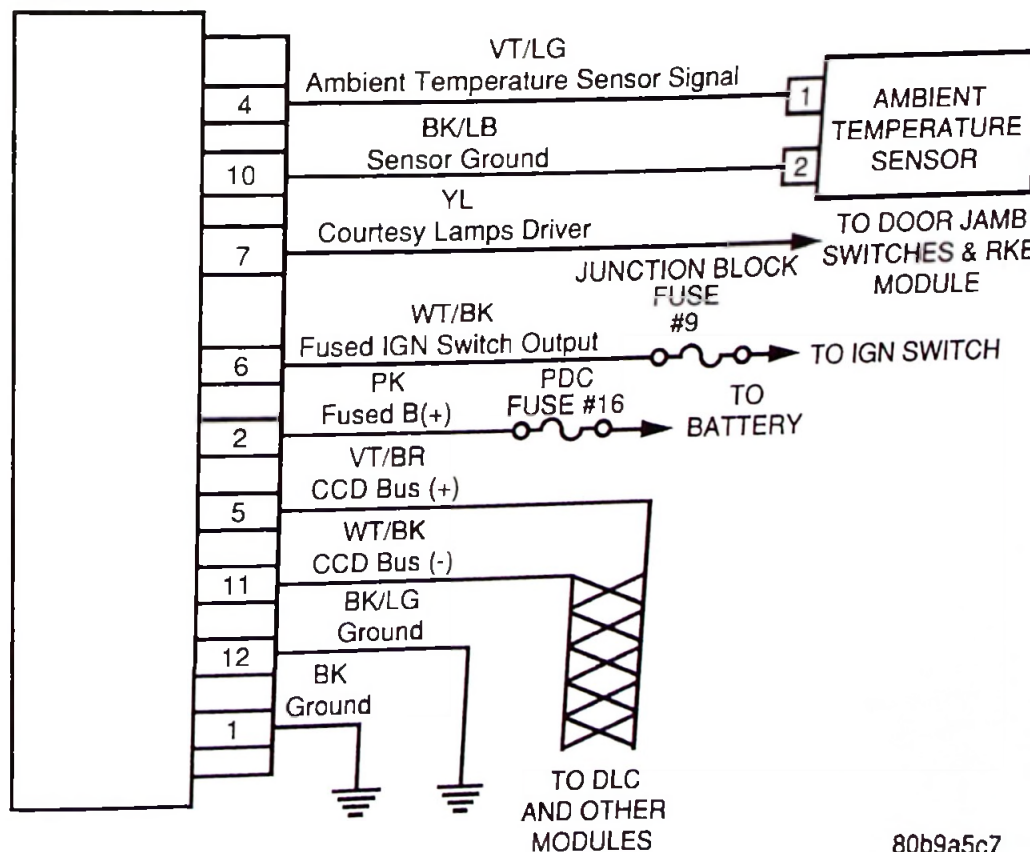 VT/LG
4 Ambient Temperature Sensor Signal 1
BK/LB
10 Sensor Ground 2
AMBIENT
TEMPERATURE
SENSOR
YL
7 Courtesy Lamps Driver
TO DOOR JAMB
SWITCHES & RKE
MODULE
JUNCTION BLOCK
FUSE
#9
WT/BK
6 Fused IGN Switch Output
TO IGN SWITCH
PK
2 Fused B(+)
PDC
FUSE #16
TO
BATTERY
VT/BR
5 CCD Bus (+)
WT/BK
11 CCD Bus (-)
BK/LG
12 Ground
BK
1 Ground
TO DLC
AND OTHER
MODULES
80b9a5c7